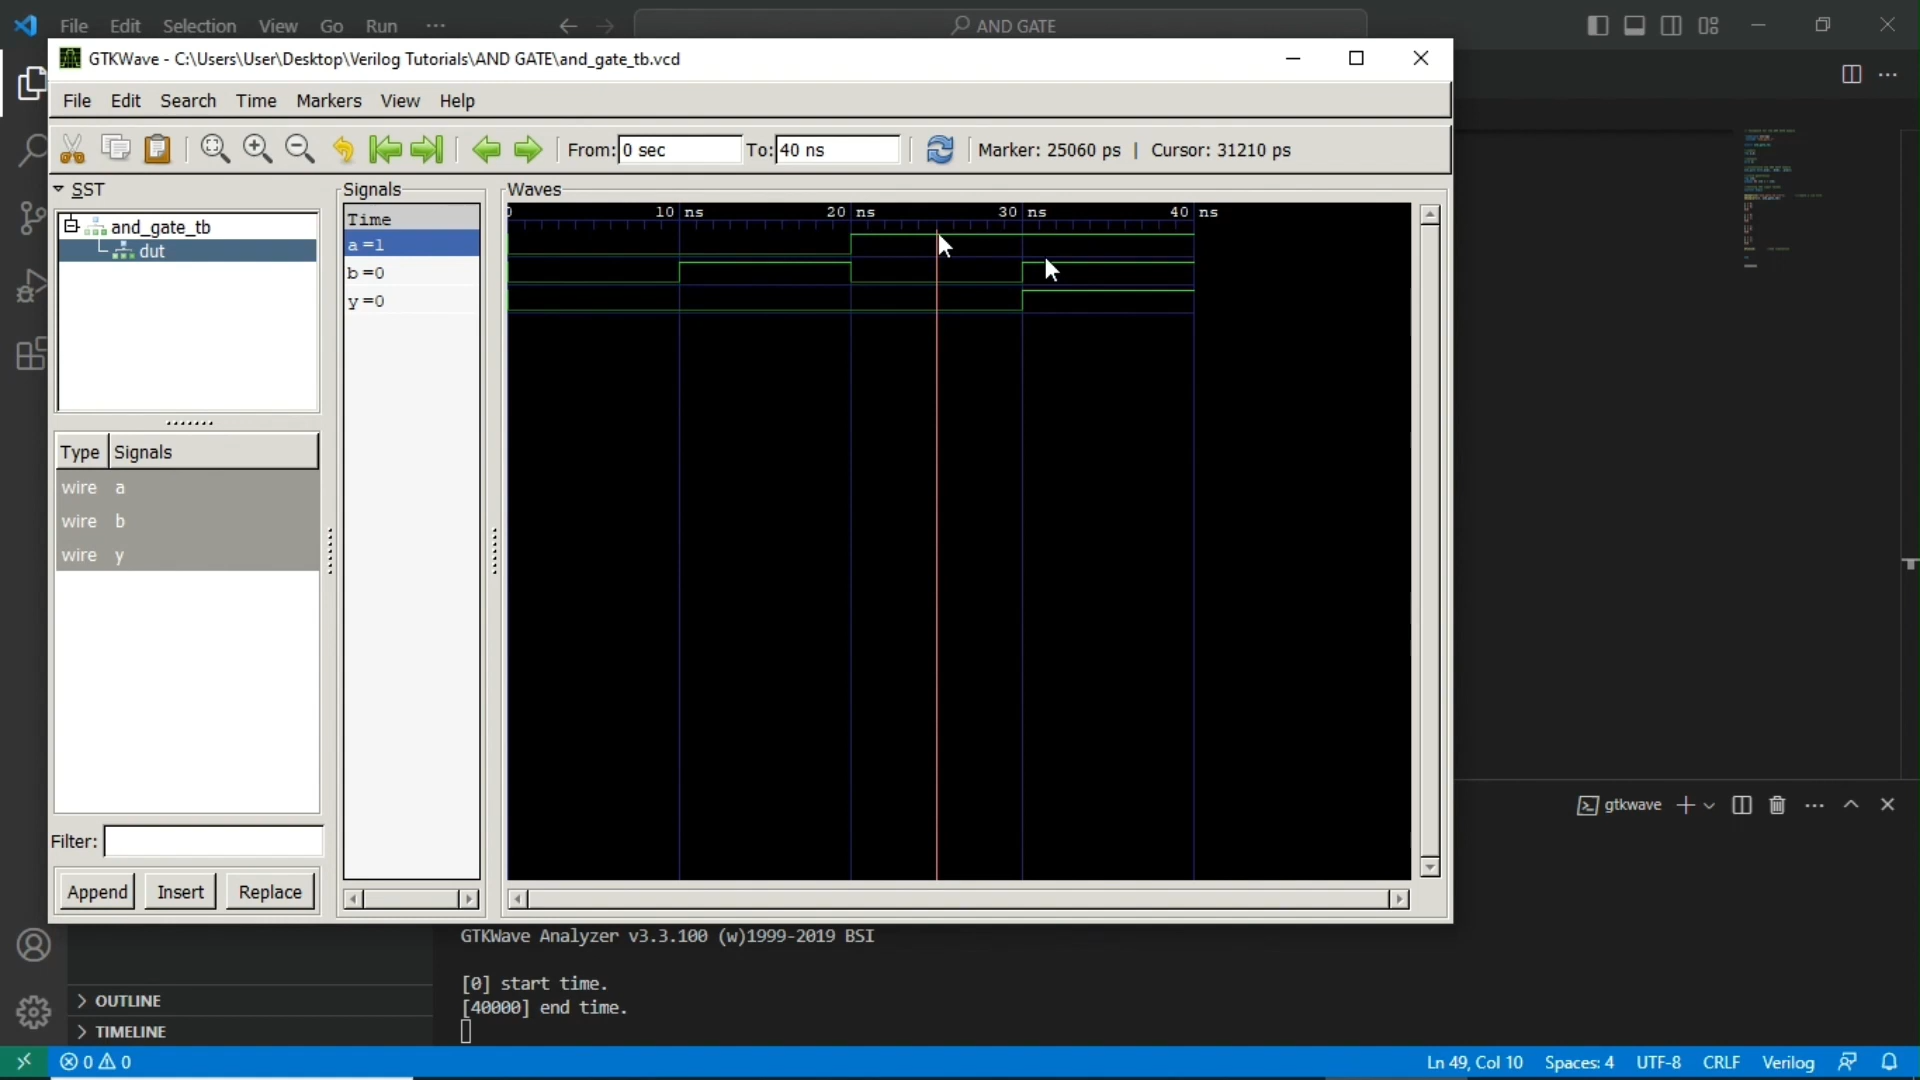 File Edit Selection View Go Run ··· AND GATE
GTKWave - C:\Users\User\Desktop\Verilog Tutorials\AND GATE\and_gate_tb.vcd
File Edit Search Time Markers View Help
From: 0 sec To: 40 ns Marker: 25060 ps | Cursor: 31210 ps
SST
and_gate_tb
dut
Type Signals
wire a
wire b
wire y
Filter:
Append Insert Replace
Signals
Time
a =1
b =0
y =0
Waves
0 10 ns 20 ns 30 ns 40 ns
gtkwave
GTKWave Analyzer v3.3.100 (w)1999-2019 BSI
[0] start time.
[40000] end time.
OUTLINE
TIMELINE
0 0 Ln 49, Col 10 Spaces: 4 UTF-8 CRLF Verilog